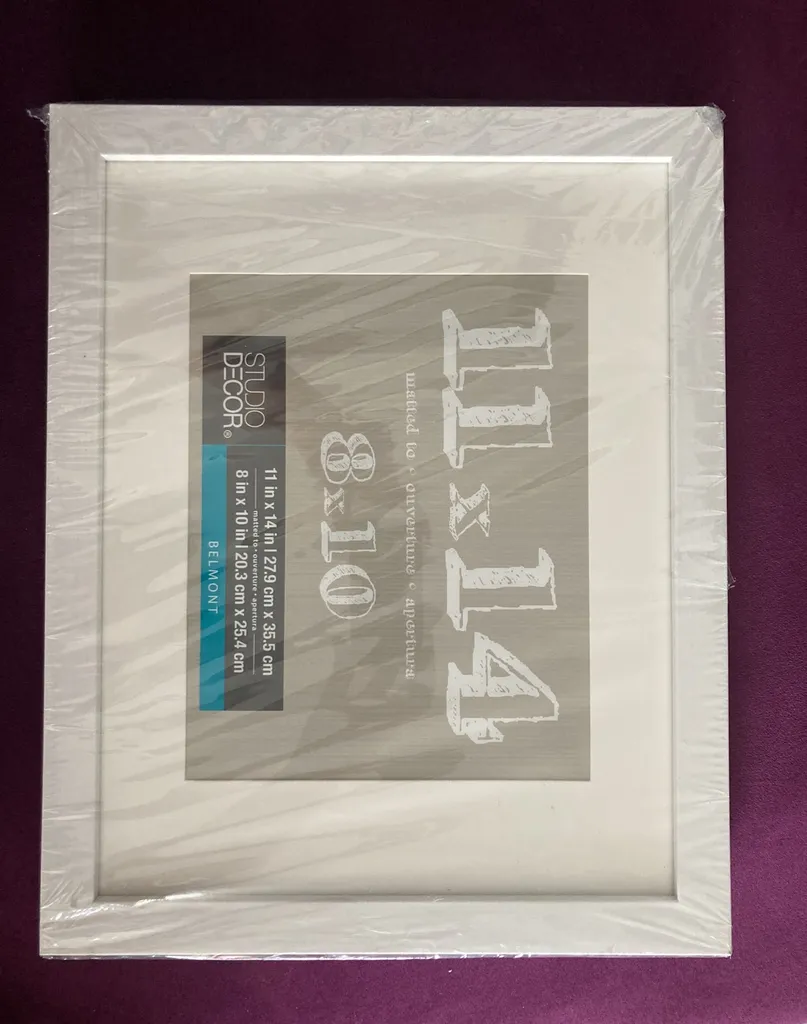 11x14
matted to • ouverture • apertura
8x10
STUDIO
DECOR®
11 in x 14 in | 27.9 cm x 35.5 cm
matted to • ouverture • apertura
8 in x 10 in | 20.3 cm x 25.4 cm
BELMONT